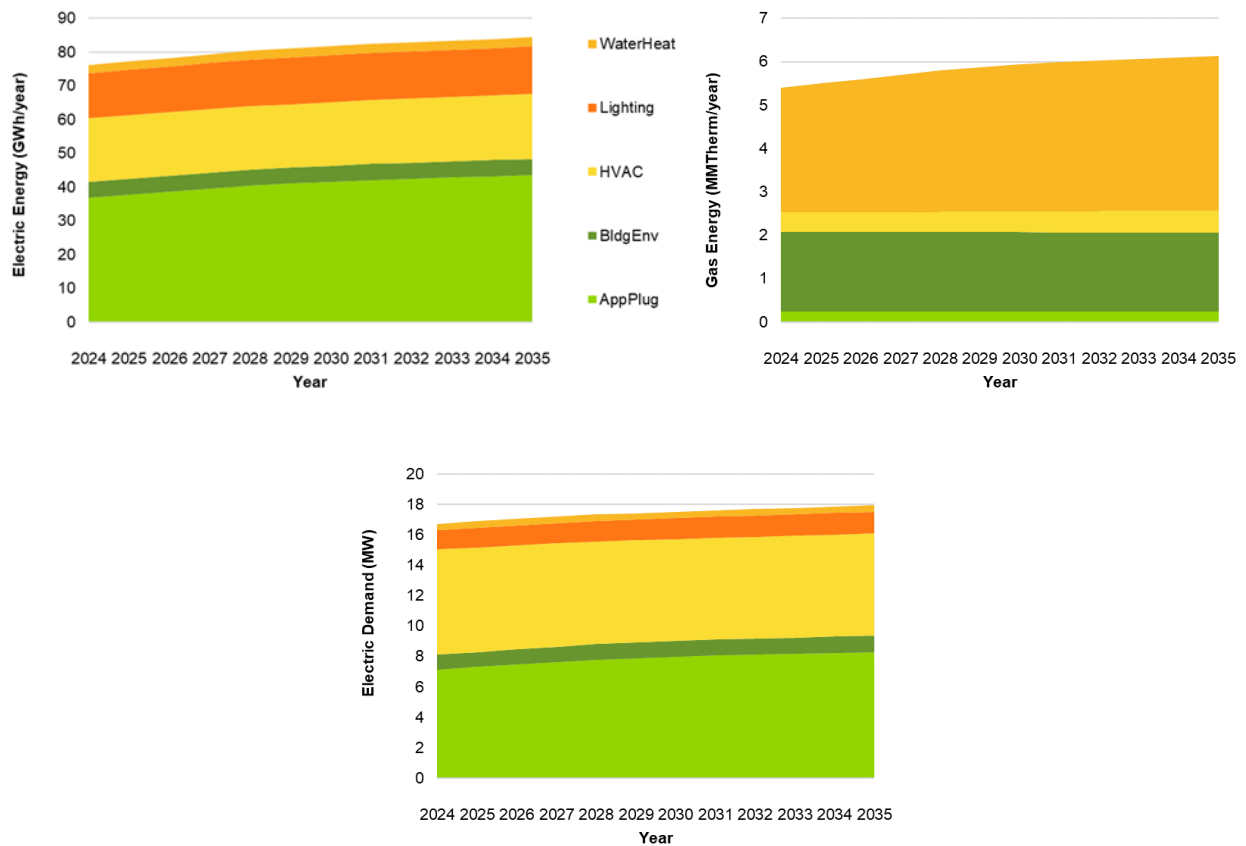 90
80
70
60
50
40
30
20
10
0
Electric Energy (GWh/year)
2024 2025 2026 2027 2028 2029 2030 2031 2032 2033 2034 2035
Year
WaterHeat
Lighting
HVAC
BldgEnv
AppPlug
7
6
5
4
3
2
1
0
Gas Energy (MMTherm/year)
2024 2025 2026 2027 2028 2029 2030 2031 2032 2033 2034 2035
Year
20
18
16
14
12
10
8
6
4
2
0
Electric Demand (MW)
2024 2025 2026 2027 2028 2029 2030 2031 2032 2033 2034 2035
Year